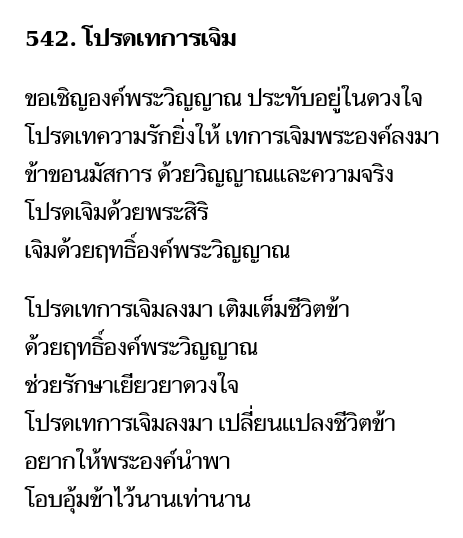 542. โปรดเทการเจิม
ขอเชิญองค์พระวิญญาณ ประทับอยู่ในดวงใจ
โปรดเทความรักยิ่งให้ เทการเจิมพระองค์ลงมา
ข้าขอนมัสการ ด้วยวิญญาณและความจริง
โปรดเจิมด้วยพระสิริ
เจิมด้วยฤทธิ์องค์พระวิญญาณ
โปรดเทการเจิมลงมา เติมเต็มชีวิตข้า
ด้วยฤทธิ์องค์พระวิญญาณ
ช่วยรักษาเยียวยาดวงใจ
โปรดเทการเจิมลงมา เปลี่ยนแปลงชีวิตข้า
อยากให้พระองค์นำพา
โอบอุ้มข้าไว้นานเท่านาน